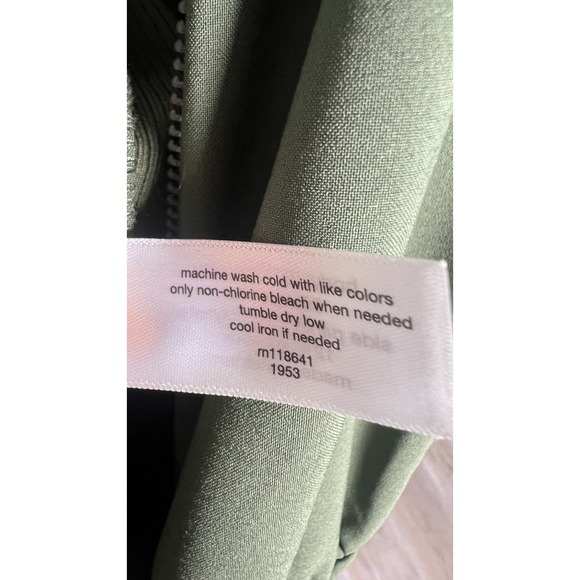 machine wash cold with like colors
only non-chlorine bleach when needed
tumble dry low
cool iron if needed
rn118641
1953